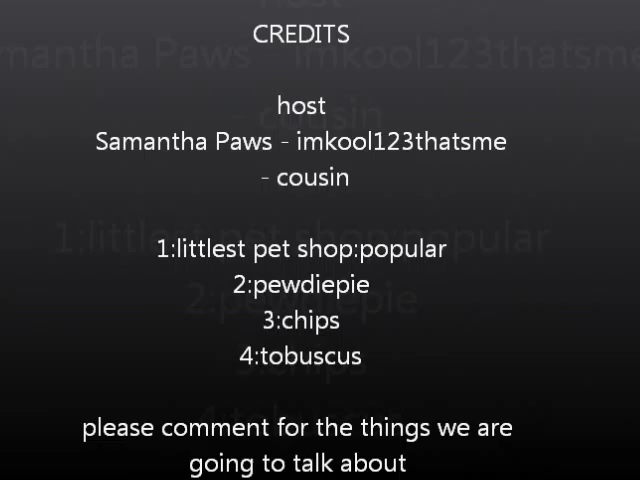 CREDITS
host
Samantha Paws - imkool123thatsme
- cousin
1:littlest pet shop:popular
2:pewdiepie
3:chips
4:tobuscus
please comment for the things we are
going to talk about